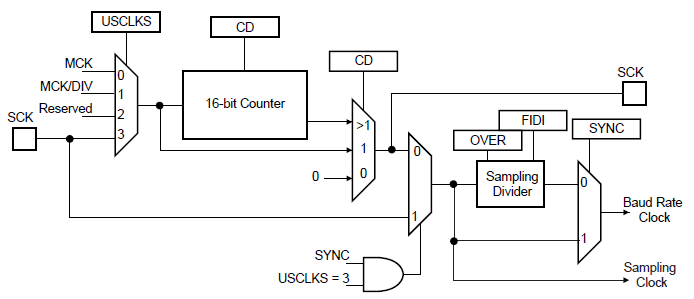 USCLKS
CD
CD
MCK
MCK/DIV
Reserved
SCK
0
1
2
3
16-bit Counter
>1
1
0
0
SCK
0
1
FIDI
OVER
SYNC
Sampling
Divider
0
1
Baud Rate
Clock
Sampling
Clock
SYNC
USCLKS = 3